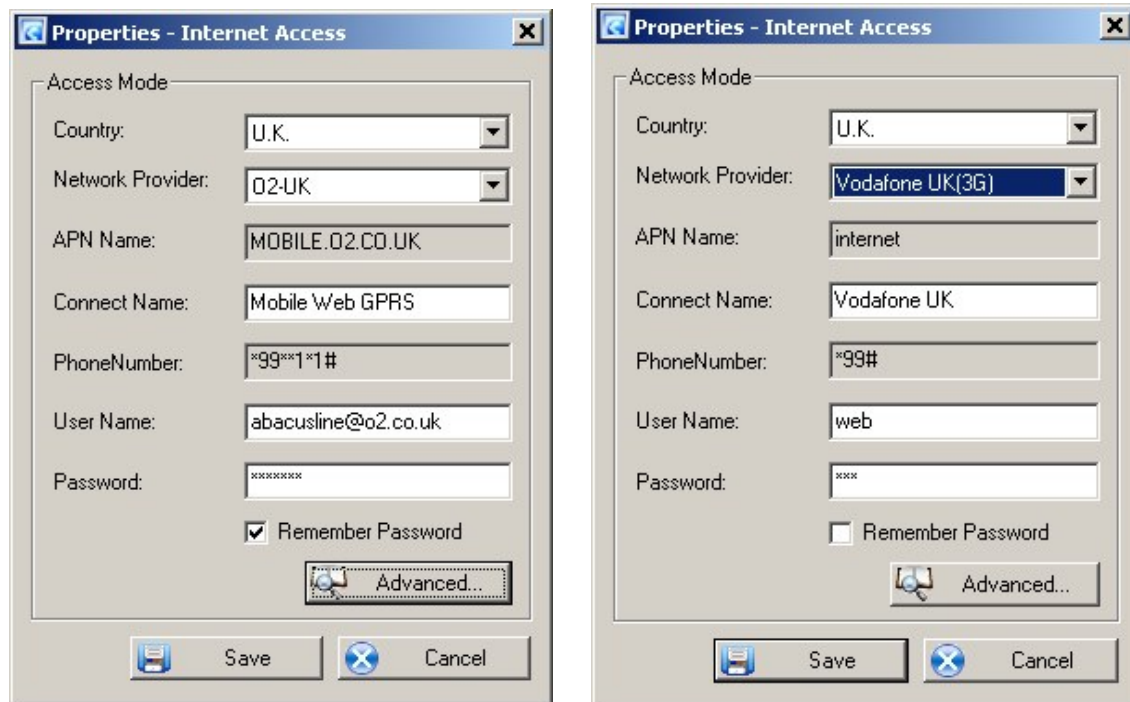 Properties - Internet Access
Access Mode
Country: U.K.
Network Provider: O2-UK
APN Name: MOBILE.O2.CO.UK
Connect Name: Mobile Web GPRS
PhoneNumber: *99**1*1#
User Name: abacusline@o2.co.uk
Password: *******
Remember Password
Advanced...
Save Cancel
Properties - Internet Access
Access Mode
Country: U.K.
Network Provider: Vodafone UK(3G)
APN Name: internet
Connect Name: Vodafone UK
PhoneNumber: *99#
User Name: web
Password: ***
Remember Password
Advanced...
Save Cancel